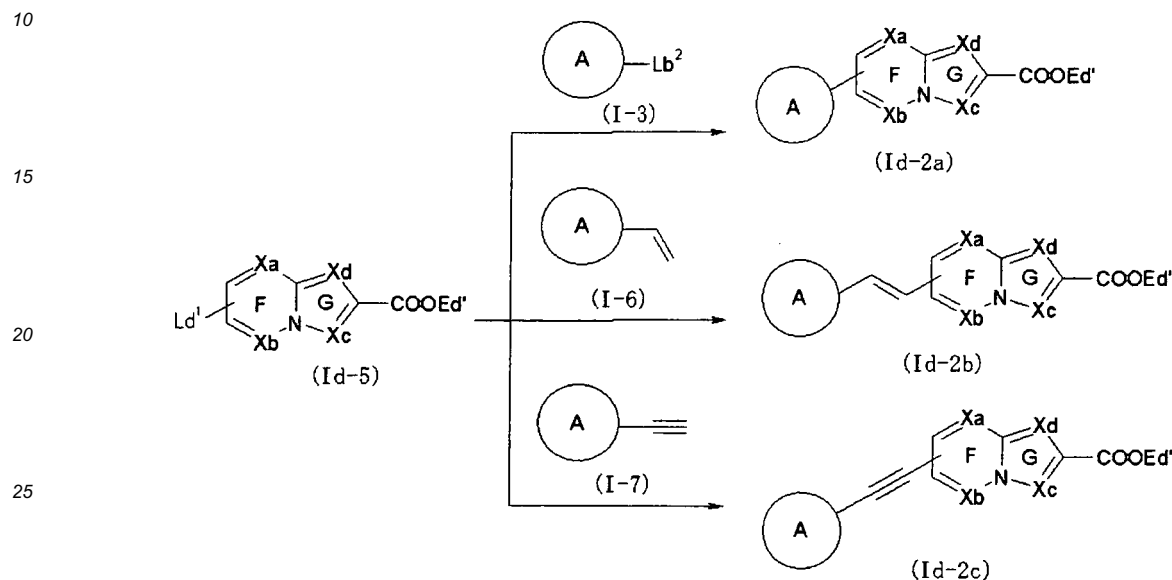 10
A
Lb²
(I-3)
Xa
Xd
F
G
N
Xb
Xc
COOEd'
A
(Id-2a)
15
A
(I-6)
Xa
Xd
F
G
N
Xb
Xc
COOEd'
A
(Id-2b)
Ld¹
Xa
Xd
F
G
N
Xb
Xc
COOEd'
(Id-5)
20
A
(I-7)
25
Xa
Xd
F
G
N
Xb
Xc
COOEd'
A
(Id-2c)